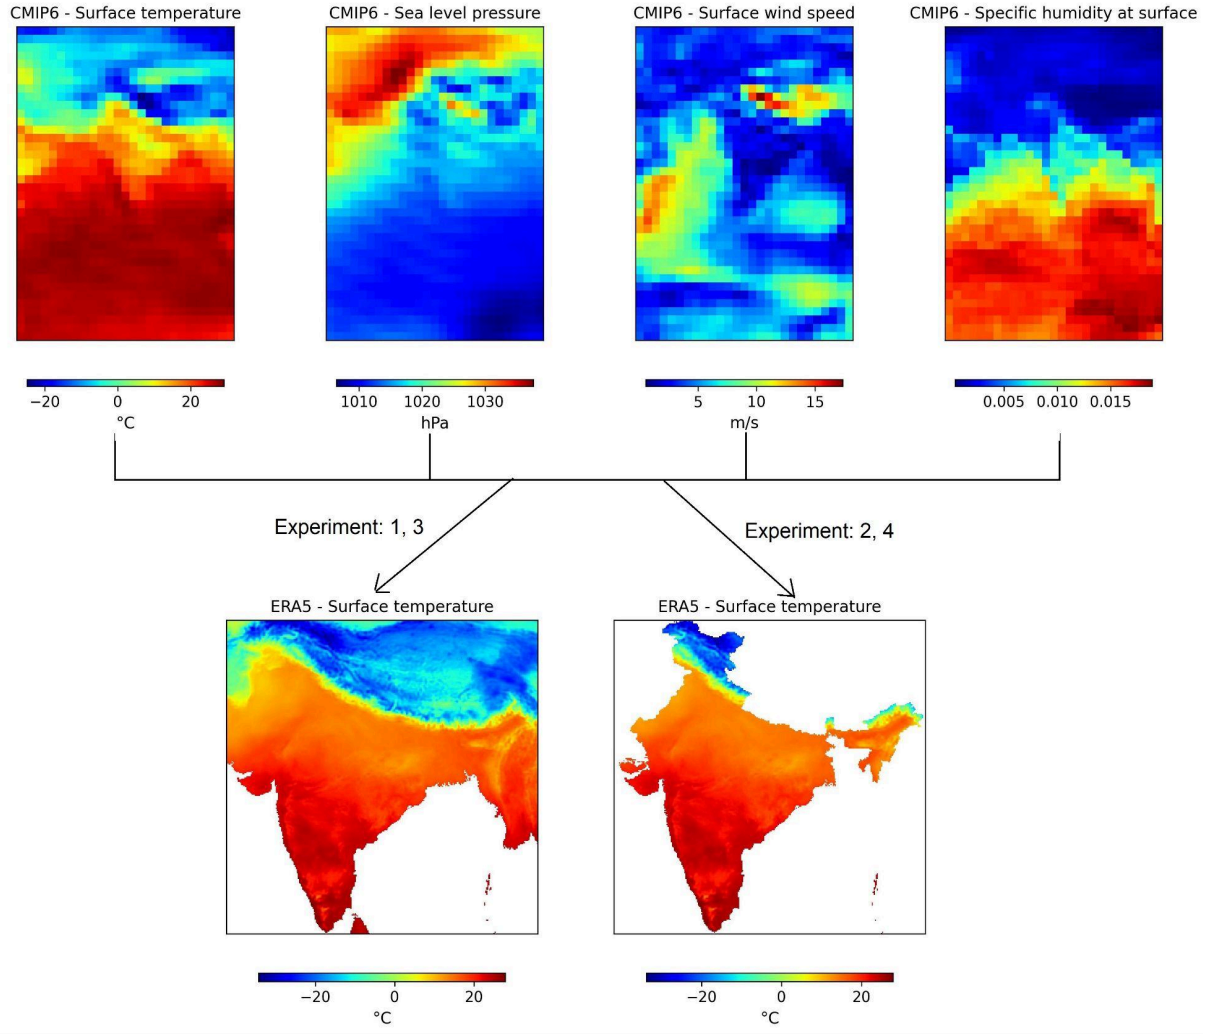 CMIP6 - Surface temperature
CMIP6 - Sea level pressure
CMIP6 - Surface wind speed
CMIP6 - Specific humidity at surface
−20 0 20
°C
1010 1020 1030
hPa
5 10 15
m/s
0.005 0.010 0.015
Experiment: 1, 3
Experiment: 2, 4
ERA5 - Surface temperature
ERA5 - Surface temperature
−20 0 20
°C
−20 0 20
°C